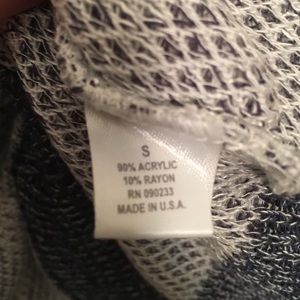 S
90% ACRYLIC
10% RAYON
RN 090233
MADE IN U.S.A.